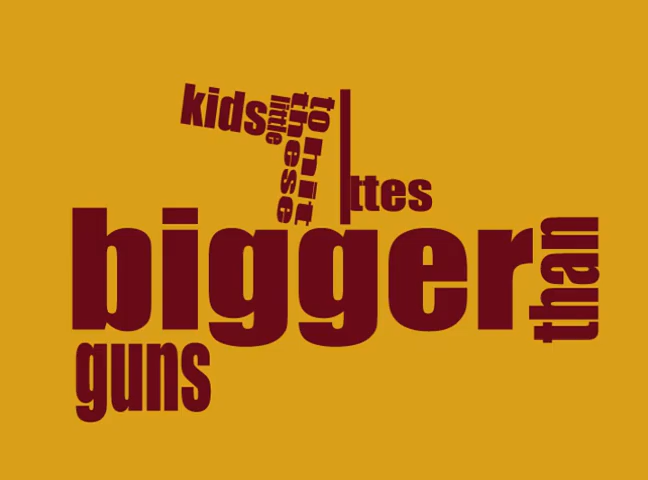 kids
little
these
to hit
ttes
bigger
than
guns